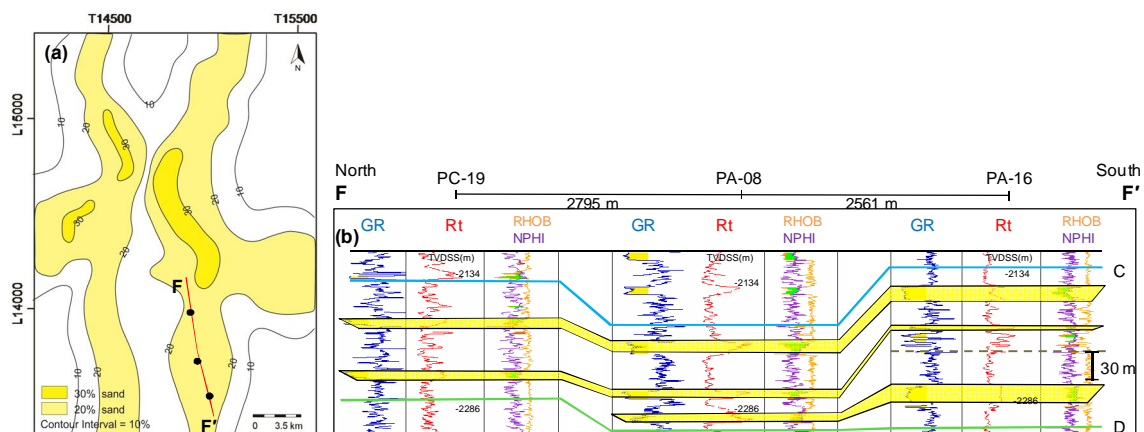 T14500
T15500
(a)
N
L15000
L14000
10
20
20
30
10
20
30
30
20
10
20
10
20
20
10
F
F'
30% sand
20% sand
Contour Interval = 10%
0 3.5 km
North
South
F
PC-19
PA-08
PA-16
F'
2795 m
2561 m
(b)
GR
Rt
RHOB
NPHI
GR
Rt
RHOB
NPHI
GR
Rt
RHOB
NPHI
TVDSS(m)
TVDSS(m)
TVDSS(m)
-2134
-2134
-2134
C
30 m
-2286
-2286
-2286
D